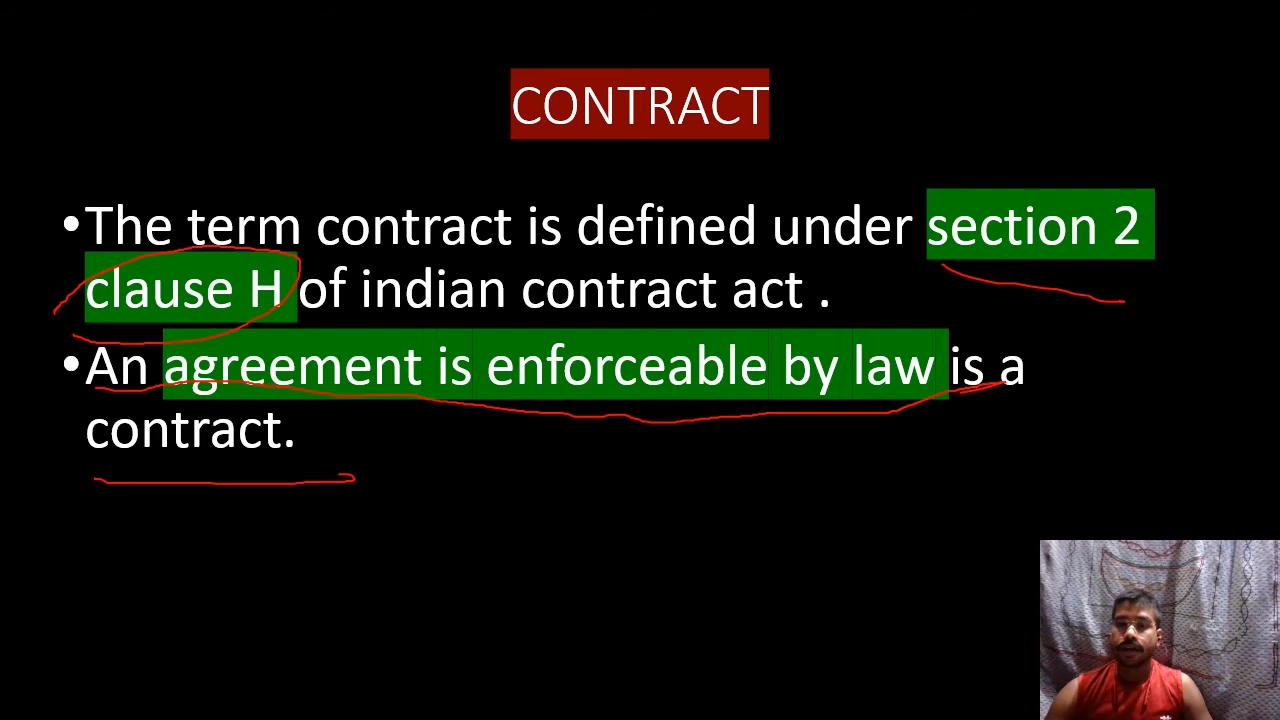 CONTRACT
•The term contract is defined under section 2
clause H of indian contract act .
•An agreement is enforceable by law is a
contract.